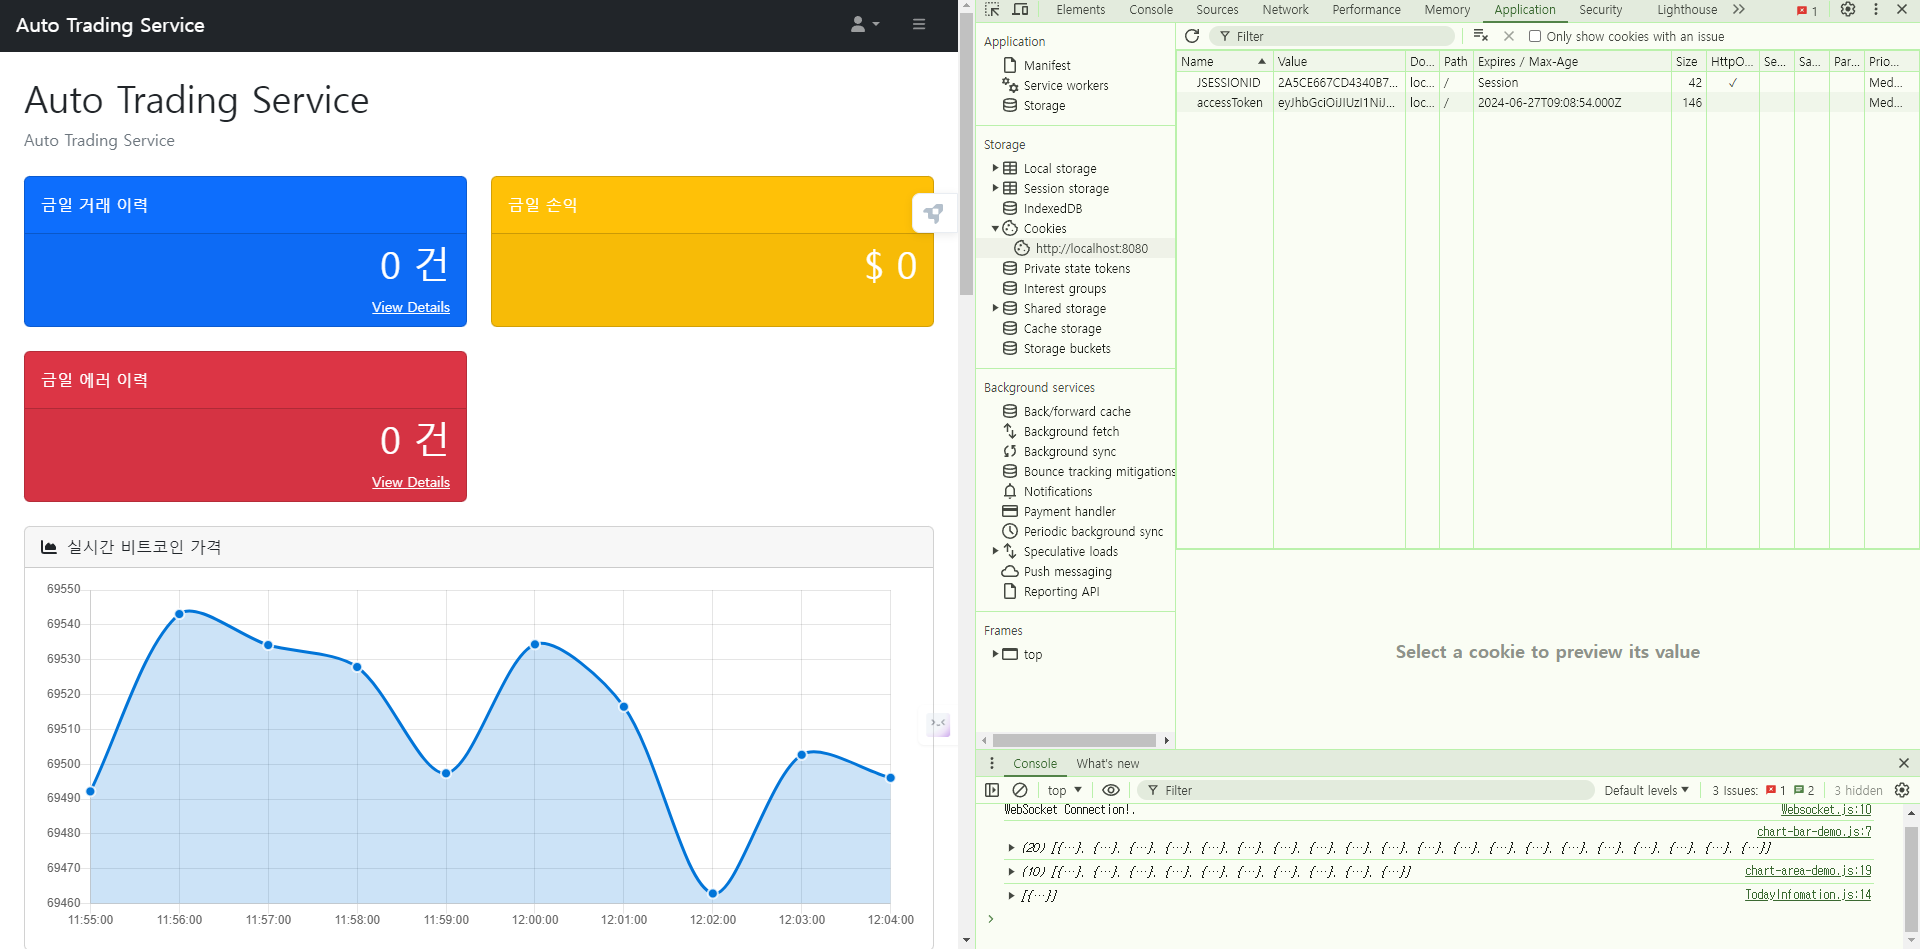 Auto Trading Service
Auto Trading Service
Auto Trading Service
금일 거래 이력
0 건
View Details
금일 손익
$ 0
금일 에러 이력
0 건
View Details
실시간 비트코인 가격
69550
69540
69530
69520
69510
69500
69490
69480
69470
69460
11:55:00 11:56:00 11:57:00 11:58:00 11:59:00 12:00:00 12:01:00 12:02:00 12:03:00 12:04:00
Elements Console Sources Network Performance Memory Application Security Lighthouse 1
Application
Manifest
Service workers
Storage
Storage
Local storage
Session storage
IndexedDB
Cookies
http://localhost:8080
Private state tokens
Interest groups
Shared storage
Cache storage
Storage buckets
Background services
Back/forward cache
Background fetch
Background sync
Bounce tracking mitigations
Notifications
Payment handler
Periodic background sync
Speculative loads
Push messaging
Reporting API
Frames
top
Filter Only show cookies with an issue
Name Value Do... Path Expires / Max-Age Size HttpO... Se... Sa... Par... Prio...
JSESSIONID 2A5CE667CD4340B7... loc... / Session 42 ✓ Med...
accessToken eyJhbGciOiJIUzI1NiJ... loc... / 2024-06-27T09:08:54.000Z 146 Med...
Select a cookie to preview its value
Console What's new
top Filter Default levels 3 Issues: 1 2 3 hidden
WebSocket Connection!. Websocket.js:10
chart-bar-demo.js:7
(20) [{…}, {…}, {…}, {…}, {…}, {…}, {…}, {…}, {…}, {…}, {…}, {…}, {…}, {…}, {…}, {…}, {…}, {…}, {…}, {…}]
(10) [{…}, {…}, {…}, {…}, {…}, {…}, {…}, {…}, {…}, {…}] chart-area-demo.js:19
[{…}] TodayInfomation.js:14